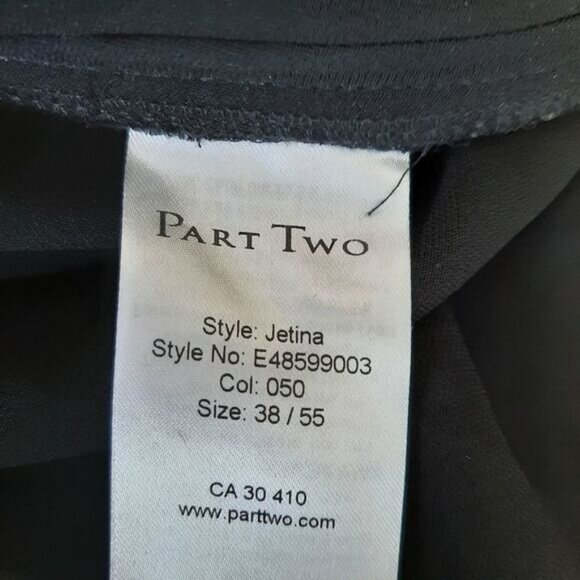 PART TWO
Style: Jetina
Style No: E48599003
Col: 050
Size: 38 / 55
CA 30 410
www.parttwo.com